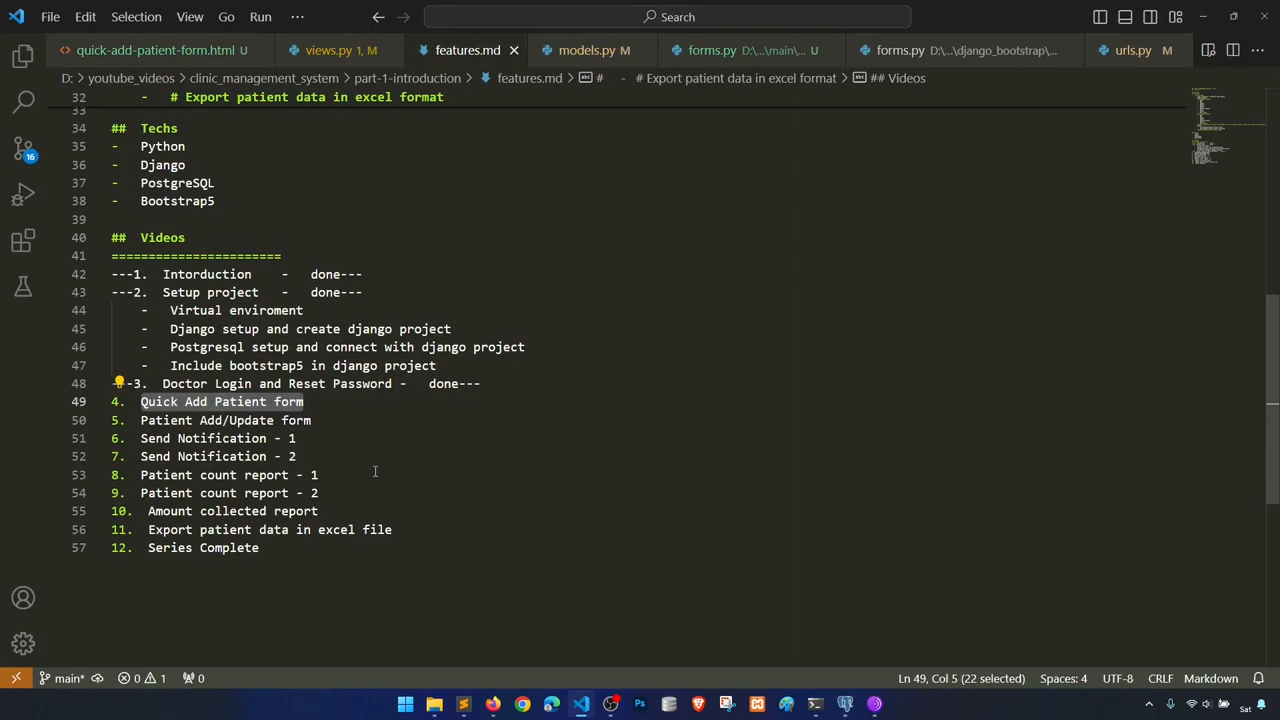 File Edit Selection View Go Run ··· Search
quick-add-patient-form.html U views.py 1, M features.md models.py M forms.py D:\...\main\... U forms.py D:\...\django_bootstrap\... urls.py M ···
D: > youtube_videos > clinic_management_system > part-1-introduction > features.md > # - # Export patient data in excel format > ## Videos
32 - # Export patient data in excel format
33
34 ## Techs
35 - Python
36 - Django
37 - PostgreSQL
38 - Bootstrap5
39
40 ## Videos
41 =======================
42 ---1. Intorduction - done---
43 ---2. Setup project - done---
44 - Virtual enviroment
45 - Django setup and create django project
46 - Postgresql setup and connect with django project
47 - Include bootstrap5 in django project
48 ---3. Doctor Login and Reset Password - done---
49 4. Quick Add Patient form
50 5. Patient Add/Update form
51 6. Send Notification - 1
52 7. Send Notification - 2
53 8. Patient count report - 1
54 9. Patient count report - 2
55 10. Amount collected report
56 11. Export patient data in excel file
57 12. Series Complete
16
main* 0 1 0 Ln 49, Col 5 (22 selected) Spaces: 4 UTF-8 CRLF Markdown
Ps Sat